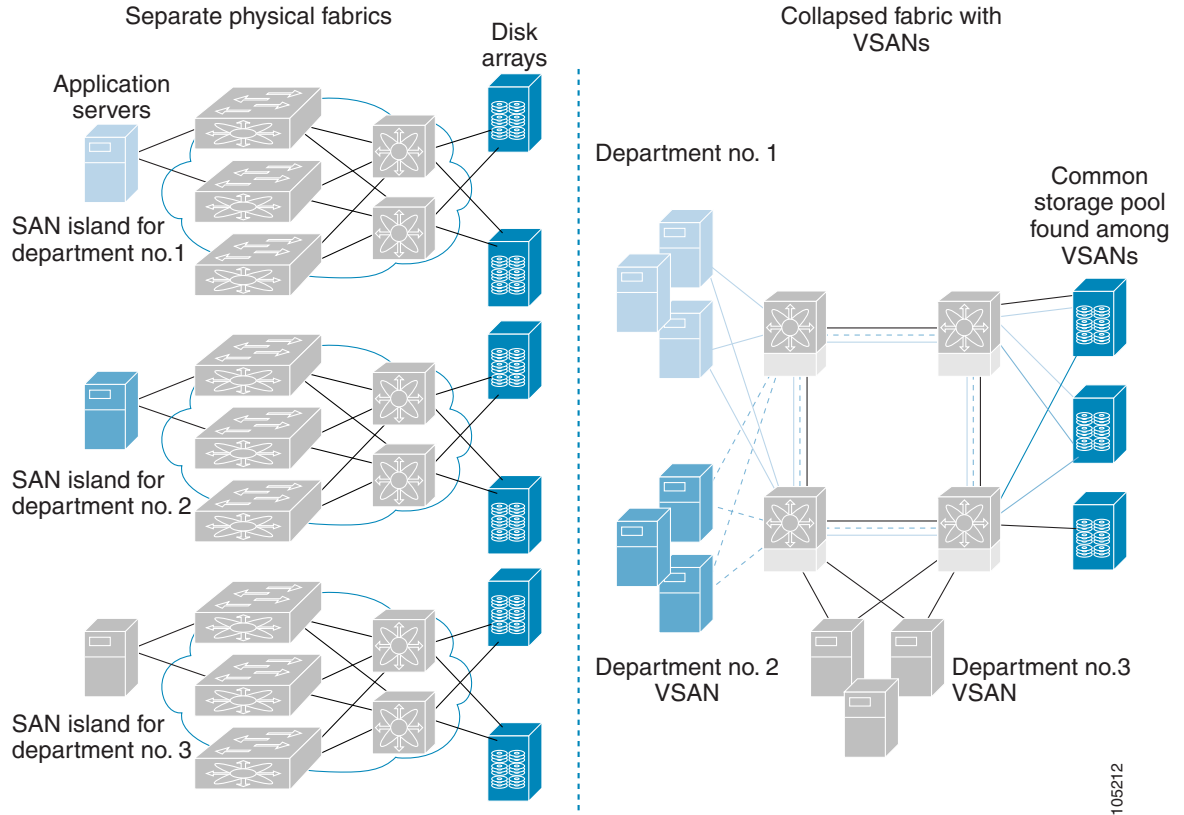 Separate physical fabrics
Disk
arrays
Application
servers
SAN island for
department no.1
SAN island for
department no. 2
SAN island for
department no. 3
Collapsed fabric with
VSANs
Department no. 1
Common
storage pool
found among
VSANs
Department no. 2
VSAN
Department no.3
VSAN
105212